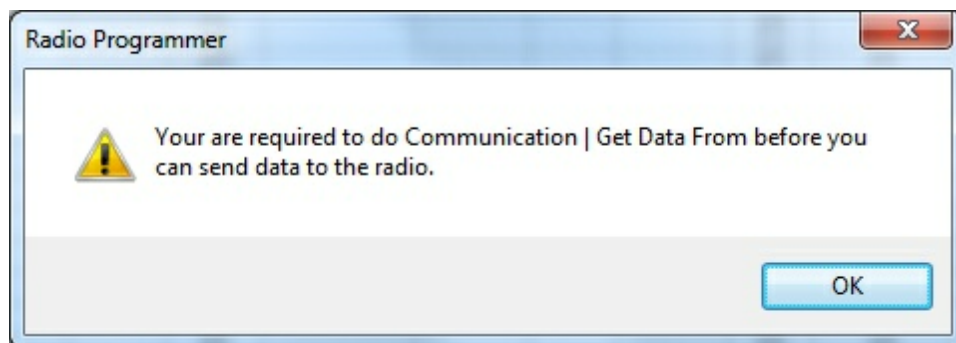 Radio Programmer
Your are required to do Communication | Get Data From before you
can send data to the radio.
OK